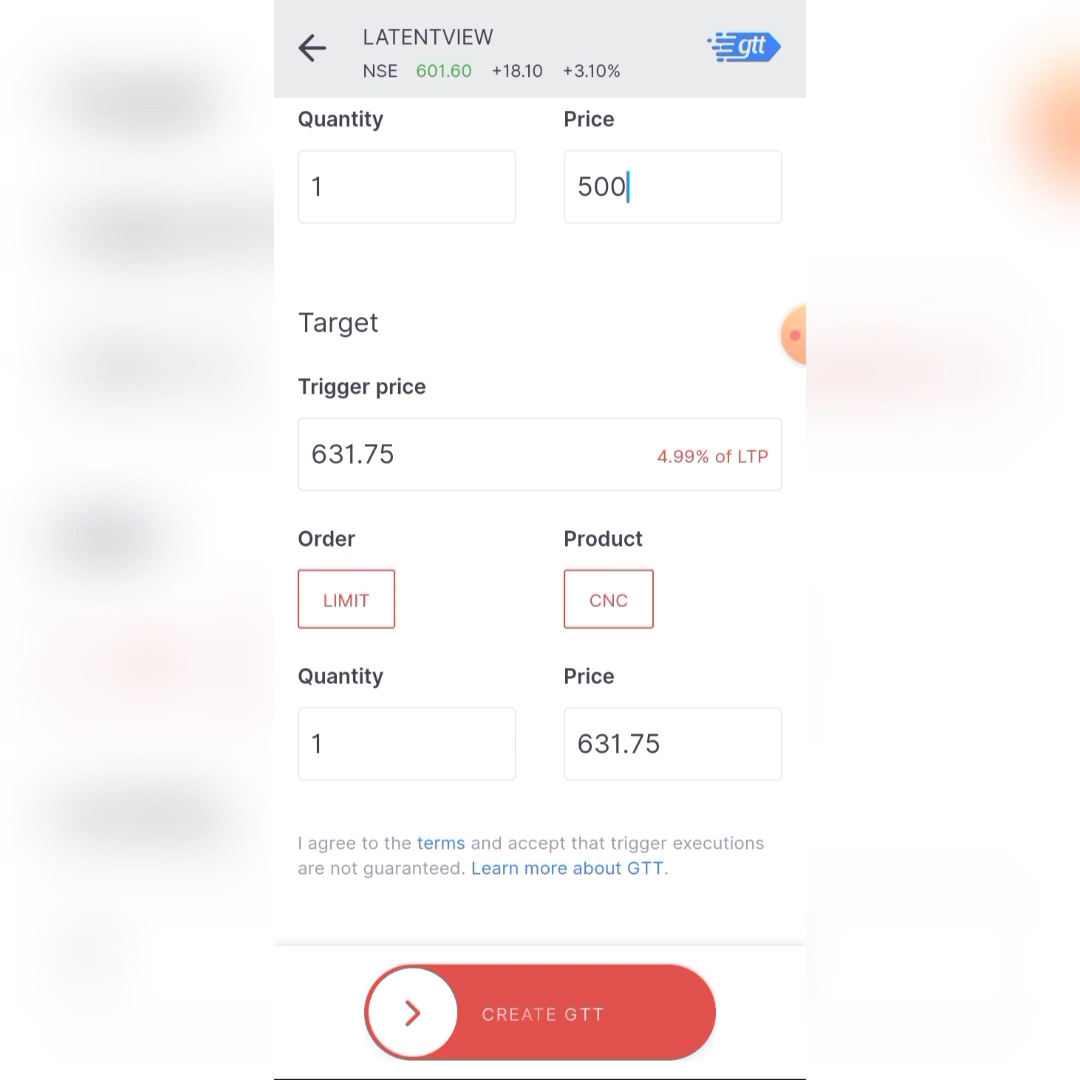 LATENTVIEW
gtt
NSE 601.60 +18.10 +3.10%
Quantity Price
1 500
Target
Trigger price
631.75 4.99% of LTP
Order Product
LIMIT CNC
Quantity Price
1 631.75
I agree to the terms and accept that trigger executions
are not guaranteed. Learn more about GTT.
CREATE GTT